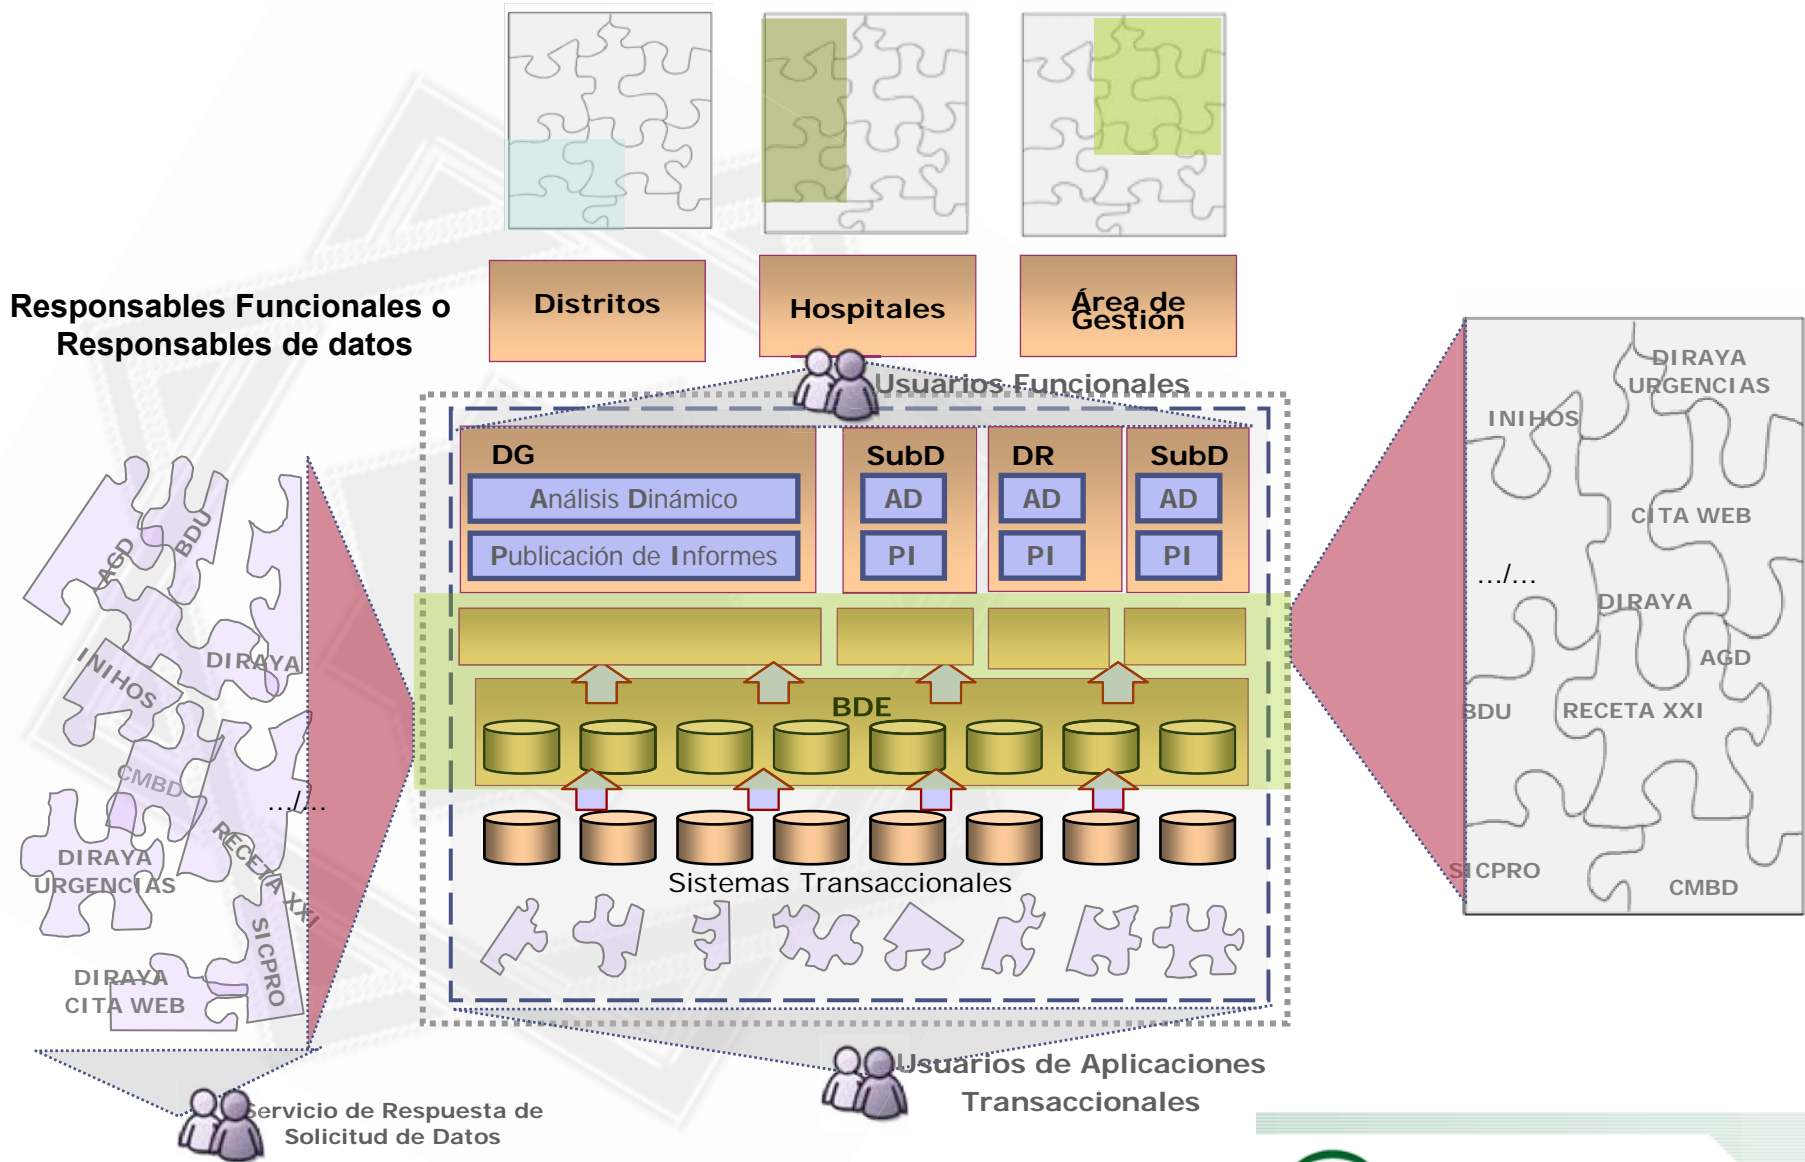 Responsables Funcionales o
Responsables de datos
Distritos
Hospitales
Área de
Gestión
Usuarios Funcionales
DG
Análisis Dinámico
Publicación de Informes
SubD
AD
PI
DR
AD
PI
SubD
AD
PI
BDE
Sistemas Transaccionales
AGD
BDU
INIHOS
DIRAYA
CMBD
.../...
RECETA XXI
DIRAYA
URGENCIAS
SICPRO
DIRAYA
CITA WEB
DIRAYA
URGENCIAS
INIHOS
CITA WEB
.../...
DIRAYA
AGD
BDU
RECETA XXI
SICPRO
CMBD
Usuarios de Aplicaciones
Transaccionales
Servicio de Respuesta de
Solicitud de Datos